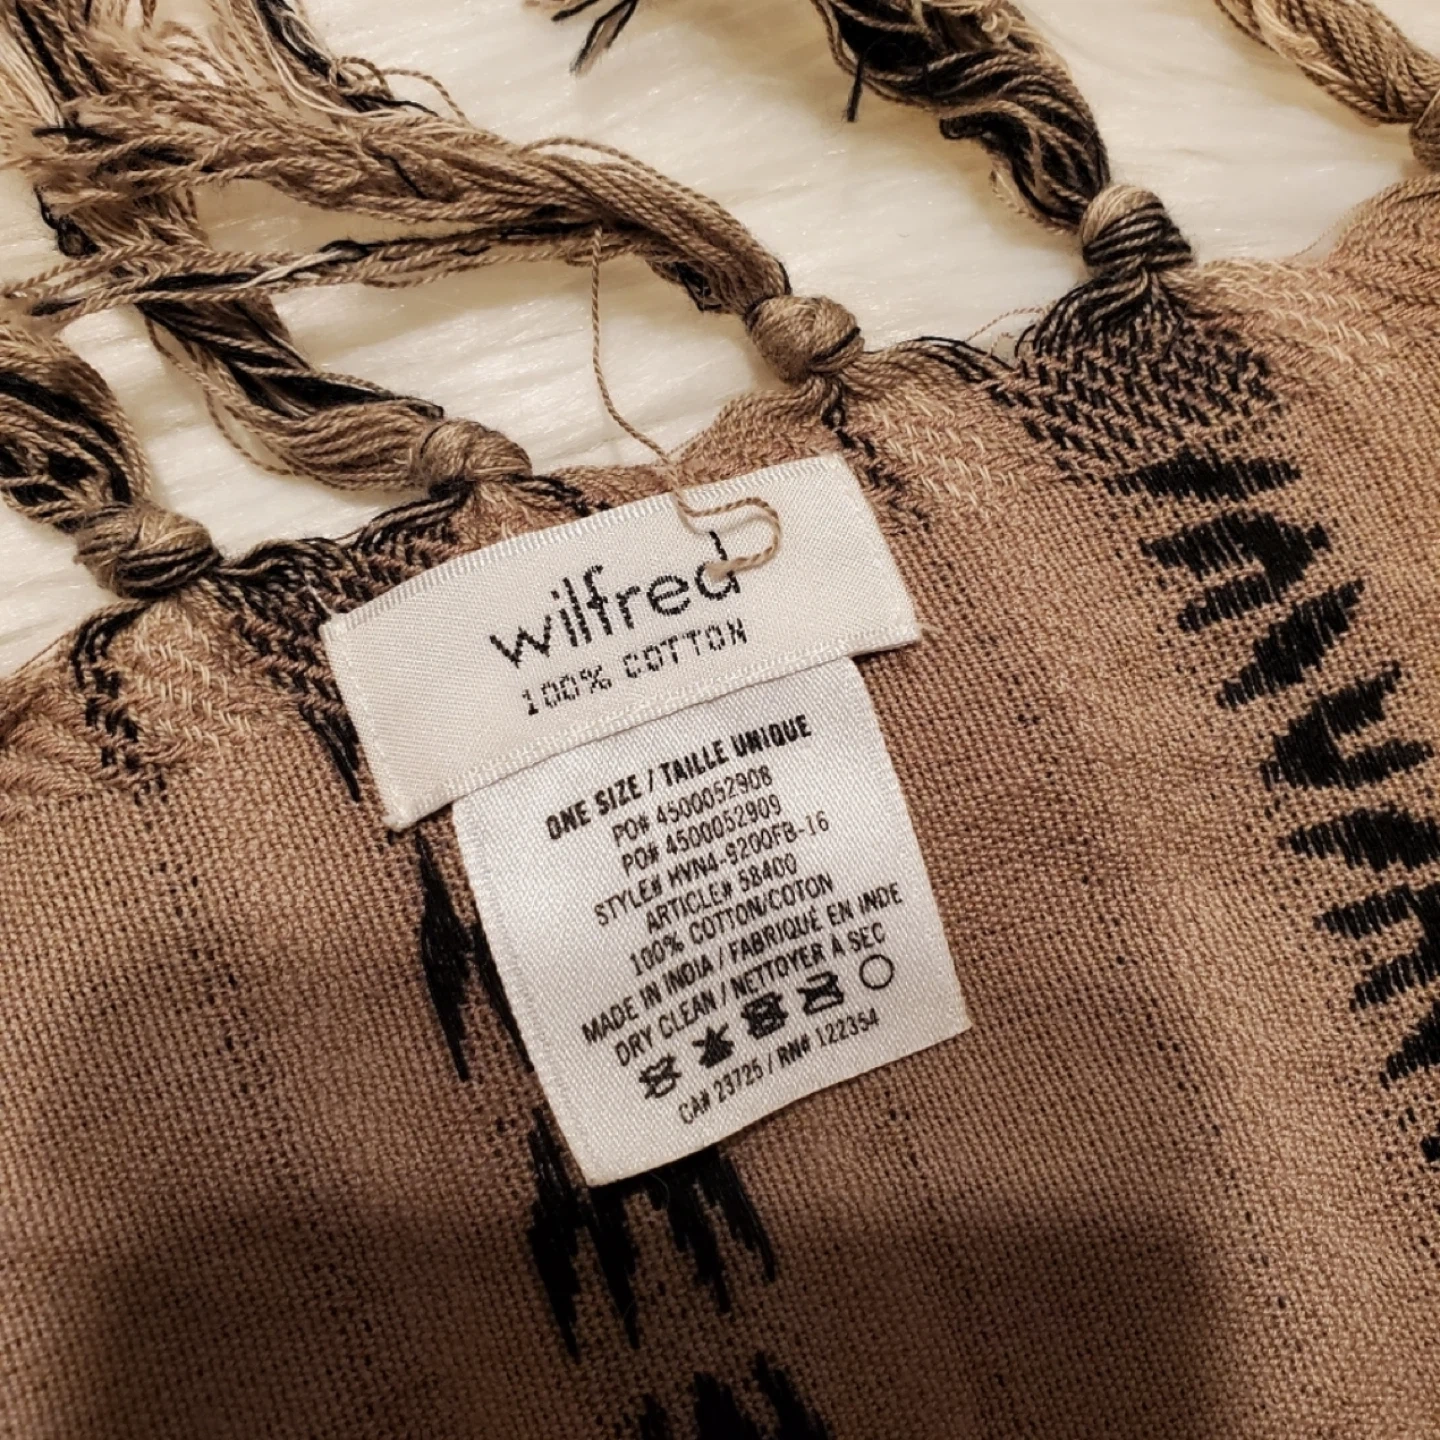 wilfred
100% COTTON
ONE SIZE / TAILLE UNIQUE
PO# 4500052908
PO# 4500052909
STYLE# HVN4-9200FB-16
ARTICLE# 58400
100% COTTON/COTON
MADE IN INDIA / FABRIQUÉ EN INDE
DRY CLEAN / NETTOYER À SEC
CA# 23725 / RN# 122354